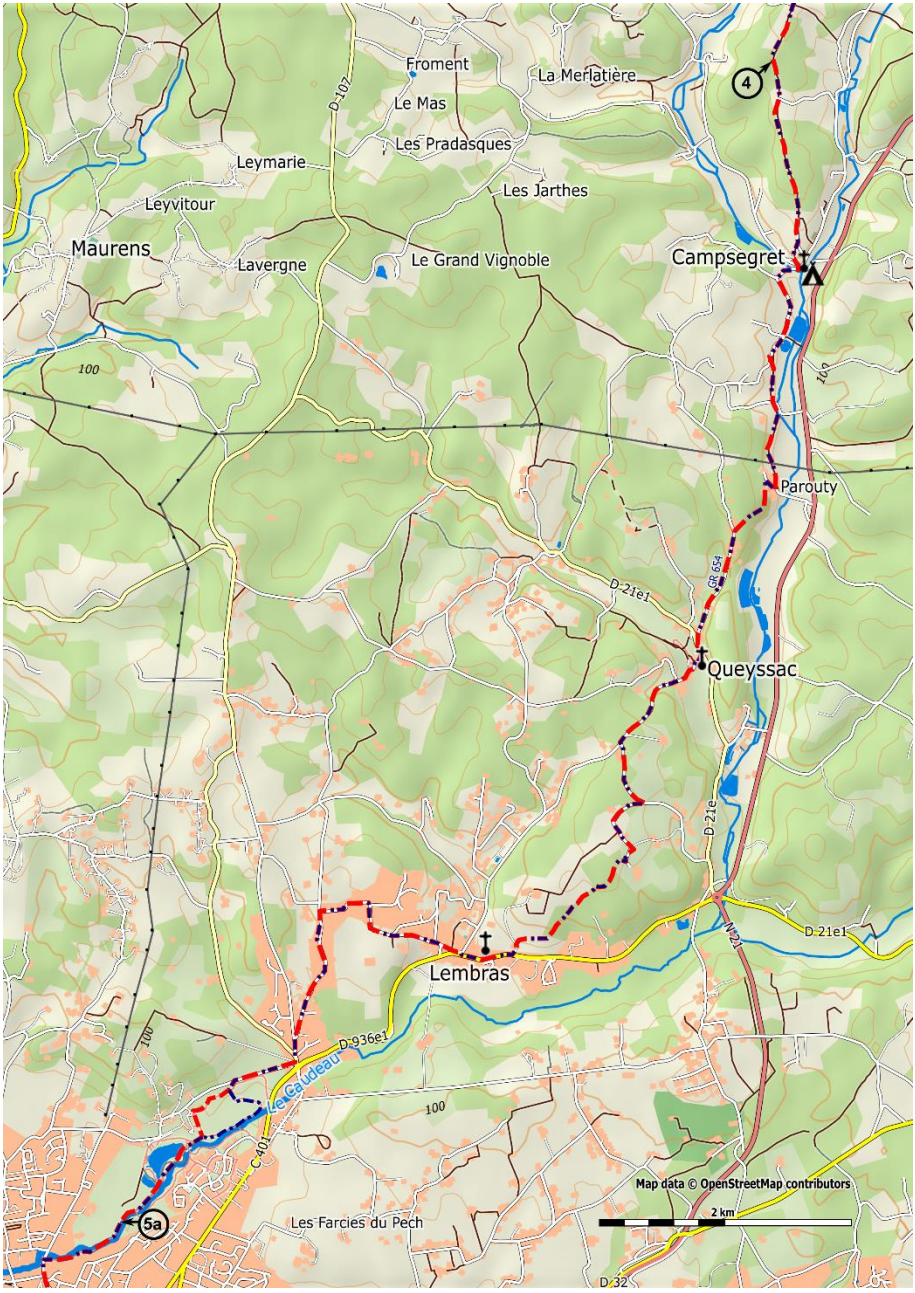 Froment
La Merlatière
4
D 107
Le Mas
Les Pradasques
Leymarie
Les Jarthes
Leyvitour
Maurens
Lavergne
Le Grand Vignoble
Campsegret
100
100
Parouty
GR 654
D 21e1
Queyssac
D 21e
N 21
D 21e1
Lembras
D 936e1
100
Le Caudeau
100
C 401
Map data © OpenStreetMap contributors
5a
Les Farcies du Pech
2 km
D 32